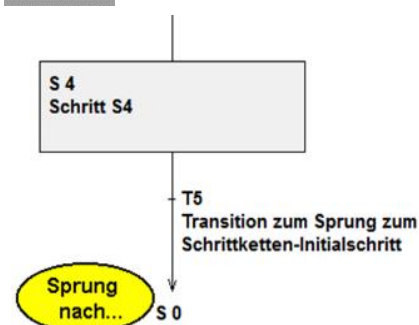 S 4
Schritt S4
T5
Transition zum Sprung zum
Schrittketten-Initialschritt
Sprung
nach...
S 0